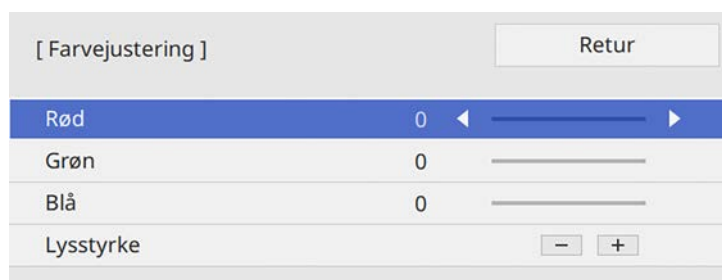 [ Farvejustering ] Retur
Rød 0
Grøn 0
Blå 0
Lysstyrke − +